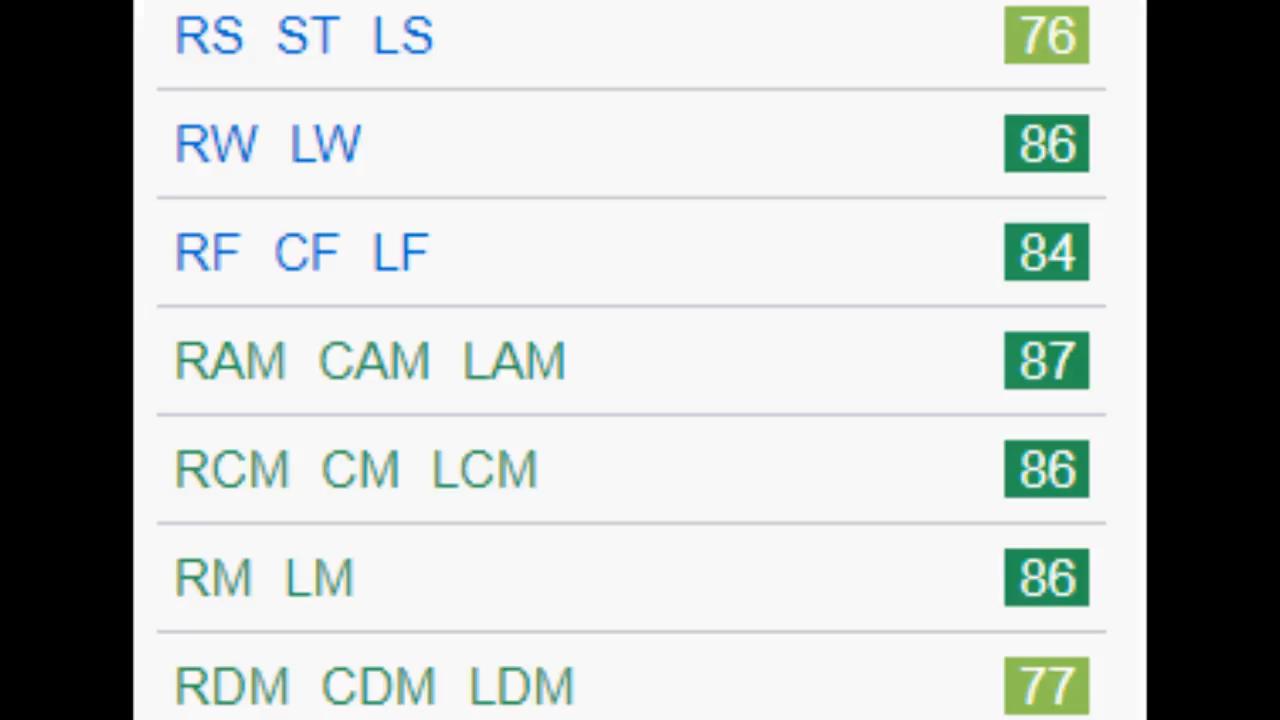 RS ST LS 76
RW LW 86
RF CF LF 84
RAM CAM LAM 87
RCM CM LCM 86
RM LM 86
RDM CDM LDM 77